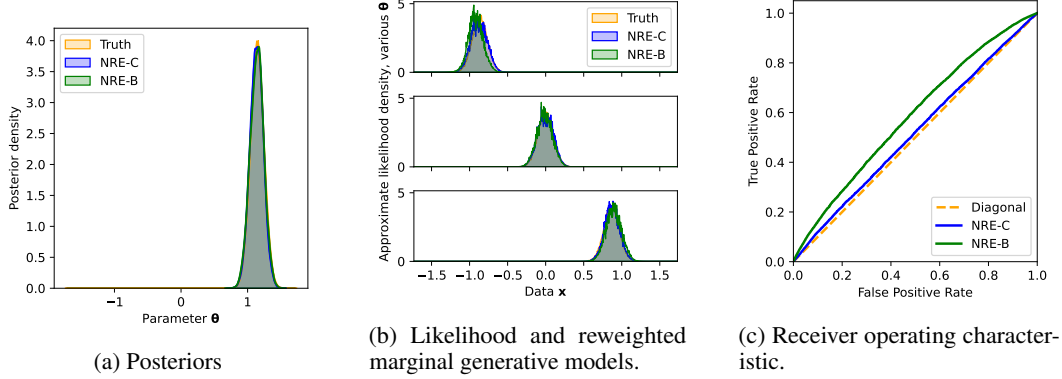 4.0
3.5
3.0
2.5
2.0
1.5
1.0
0.5
0.0
Posterior density
Truth
NRE-C
NRE-B
−1
0
1
Parameter θ
(a) Posteriors
Approximate likelihood density, various θ
5
0
5
0
5
0
Truth
NRE-C
NRE-B
−1.5
−1.0
−0.5
0.0
0.5
1.0
1.5
Data x
(b) Likelihood and reweighted
marginal generative models.
True Positive Rate
1.0
0.8
0.6
0.4
0.2
0.0
Diagonal
NRE-C
NRE-B
0.0
0.2
0.4
0.6
0.8
1.0
False Positive Rate
(c) Receiver operating character-
istic.